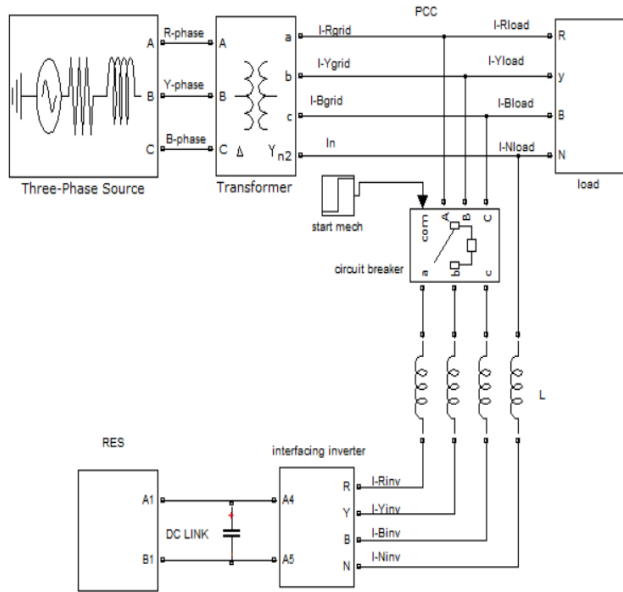 PCC
R-phase
Y-phase
B-phase
A
B
C
Three-Phase Source
A
B
C
Δ
Y
a
b
c
n2
Transformer
I-Rgrid
I-Ygrid
I-Bgrid
In
I-Rload
I-Yload
I-Bload
I-Nload
R
y
B
N
load
start mech
com
A
B
C
a
b
c
circuit breaker
L
RES
A1
B1
DC LINK
+
interfacing inverter
A4
A5
R
Y
B
N
I-Rinv
I-Yinv
I-Binv
I-Ninv